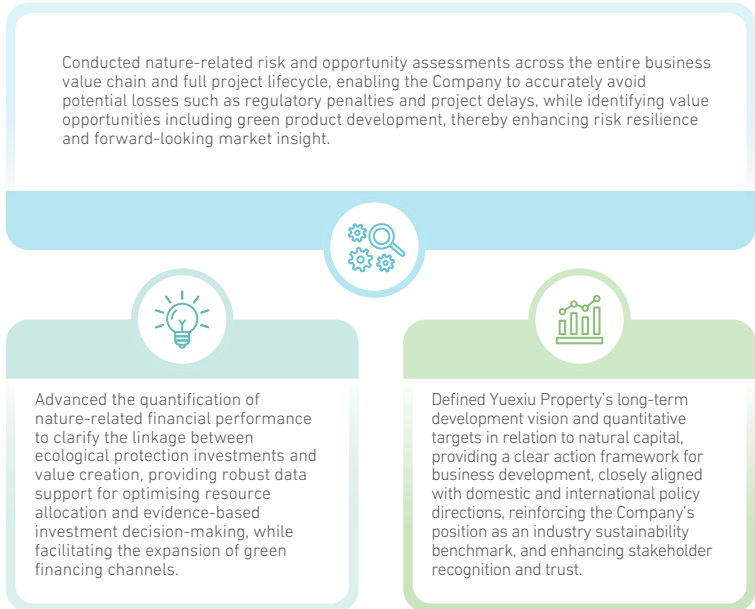 Conducted nature-related risk and opportunity assessments across the entire business
value chain and full project lifecycle, enabling the Company to accurately avoid
potential losses such as regulatory penalties and project delays, while identifying value
opportunities including green product development, thereby enhancing risk resilience
and forward-looking market insight.
Advanced the quantification of
nature-related financial performance
to clarify the linkage between
ecological protection investments and
value creation, providing robust data
support for optimising resource
allocation and evidence-based
investment decision-making, while
facilitating the expansion of green
financing channels.
Defined Yuexiu Property's long-term
development vision and quantitative
targets in relation to natural capital,
providing a clear action framework for
business development, closely aligned
with domestic and international policy
directions, reinforcing the Company's
position as an industry sustainability
benchmark, and enhancing stakeholder
recognition and trust.